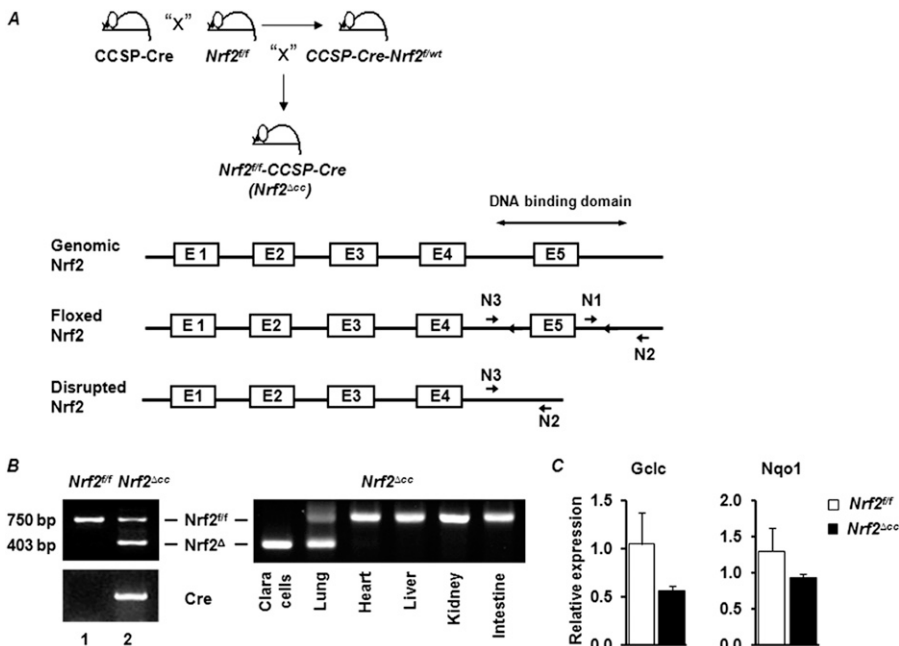 A
"X"
CCSP-Cre Nrf2f/f "X" CCSP-Cre-Nrf2f/wt
Nrf2f/f-CCSP-Cre
(Nrf2Δcc)
DNA binding domain
Genomic
Nrf2
E 1 E2 E3 E4 E5
N3 N1
Floxed
Nrf2
E 1 E2 E3 E4 E5
N2
N3
Disrupted
Nrf2
E1 E2 E3 E4
N2
B
Nrf2f/f Nrf2Δcc
750 bp
403 bp
Nrf2f/f
Nrf2Δ
Cre
1 2
Nrf2Δcc
Clara
cells
Lung
Heart
Liver
Kidney
Intestine
C
Gclc
Nqo1
Relative expression
1.5
1.0
0.5
0.0
2.0
1.5
1.0
0.5
0.0
Nrf2f/f
Nrf2Δcc